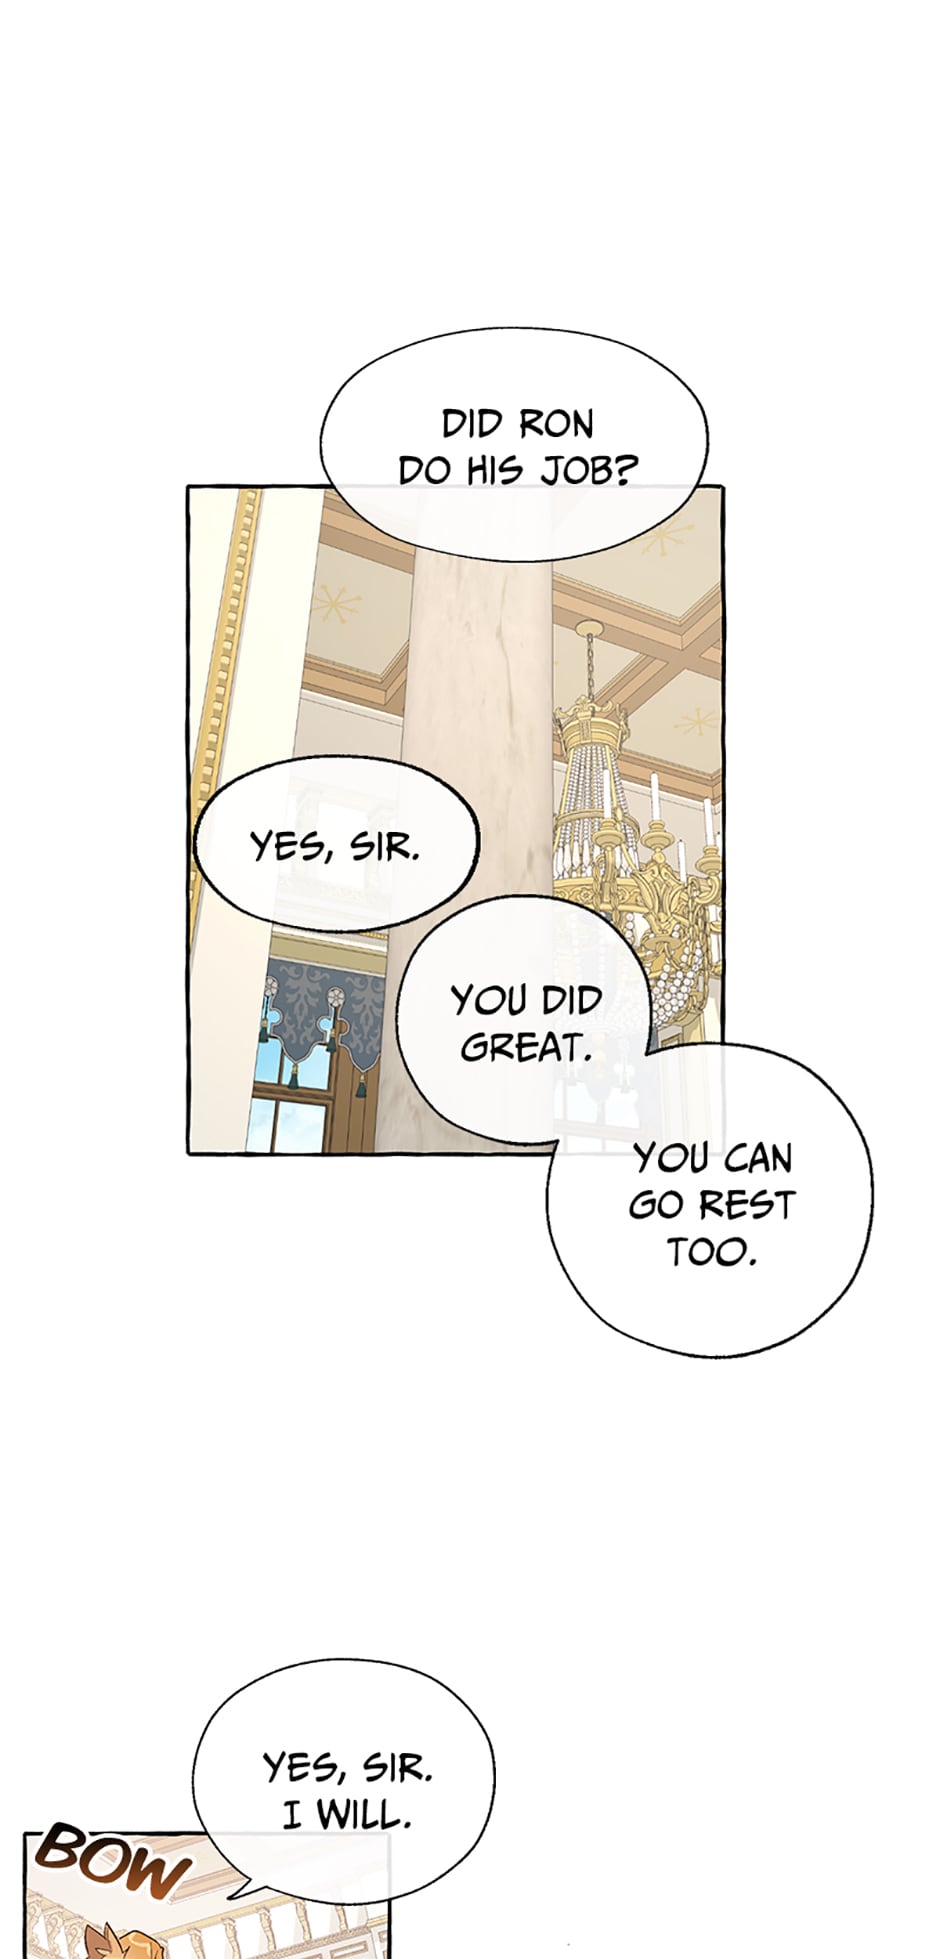 DID RON
DO HIS JOB?
YES, SIR.
YOU DID
GREAT.
YOU CAN
GO REST
TOO.
YES, SIR.
I WILL.
BOW